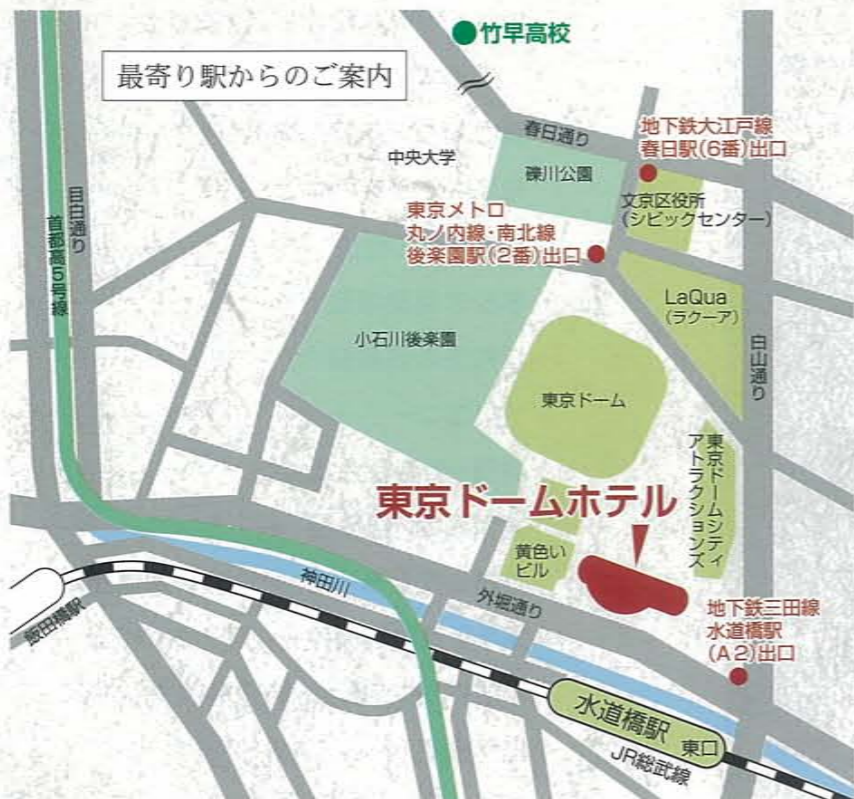 竹早高校
最寄り駅からのご案内
春日通り
地下鉄大江戸線
春日駅(6番)出口
中央大学
礫川公園
文京区役所
(シビックセンター)
目白通り
首都高5号線
東京メトロ
丸ノ内線・南北線
後楽園駅(2番)出口
LaQua
(ラクーア)
小石川後楽園
白山通り
東京ドーム
東京ドームシティ
アトラクションズ
東京ドームホテル
黄色い
ビル
神田川
外堀通り
飯田橋駅
地下鉄三田線
水道橋駅
(A2)出口
水道橋駅 東口
JR総武線